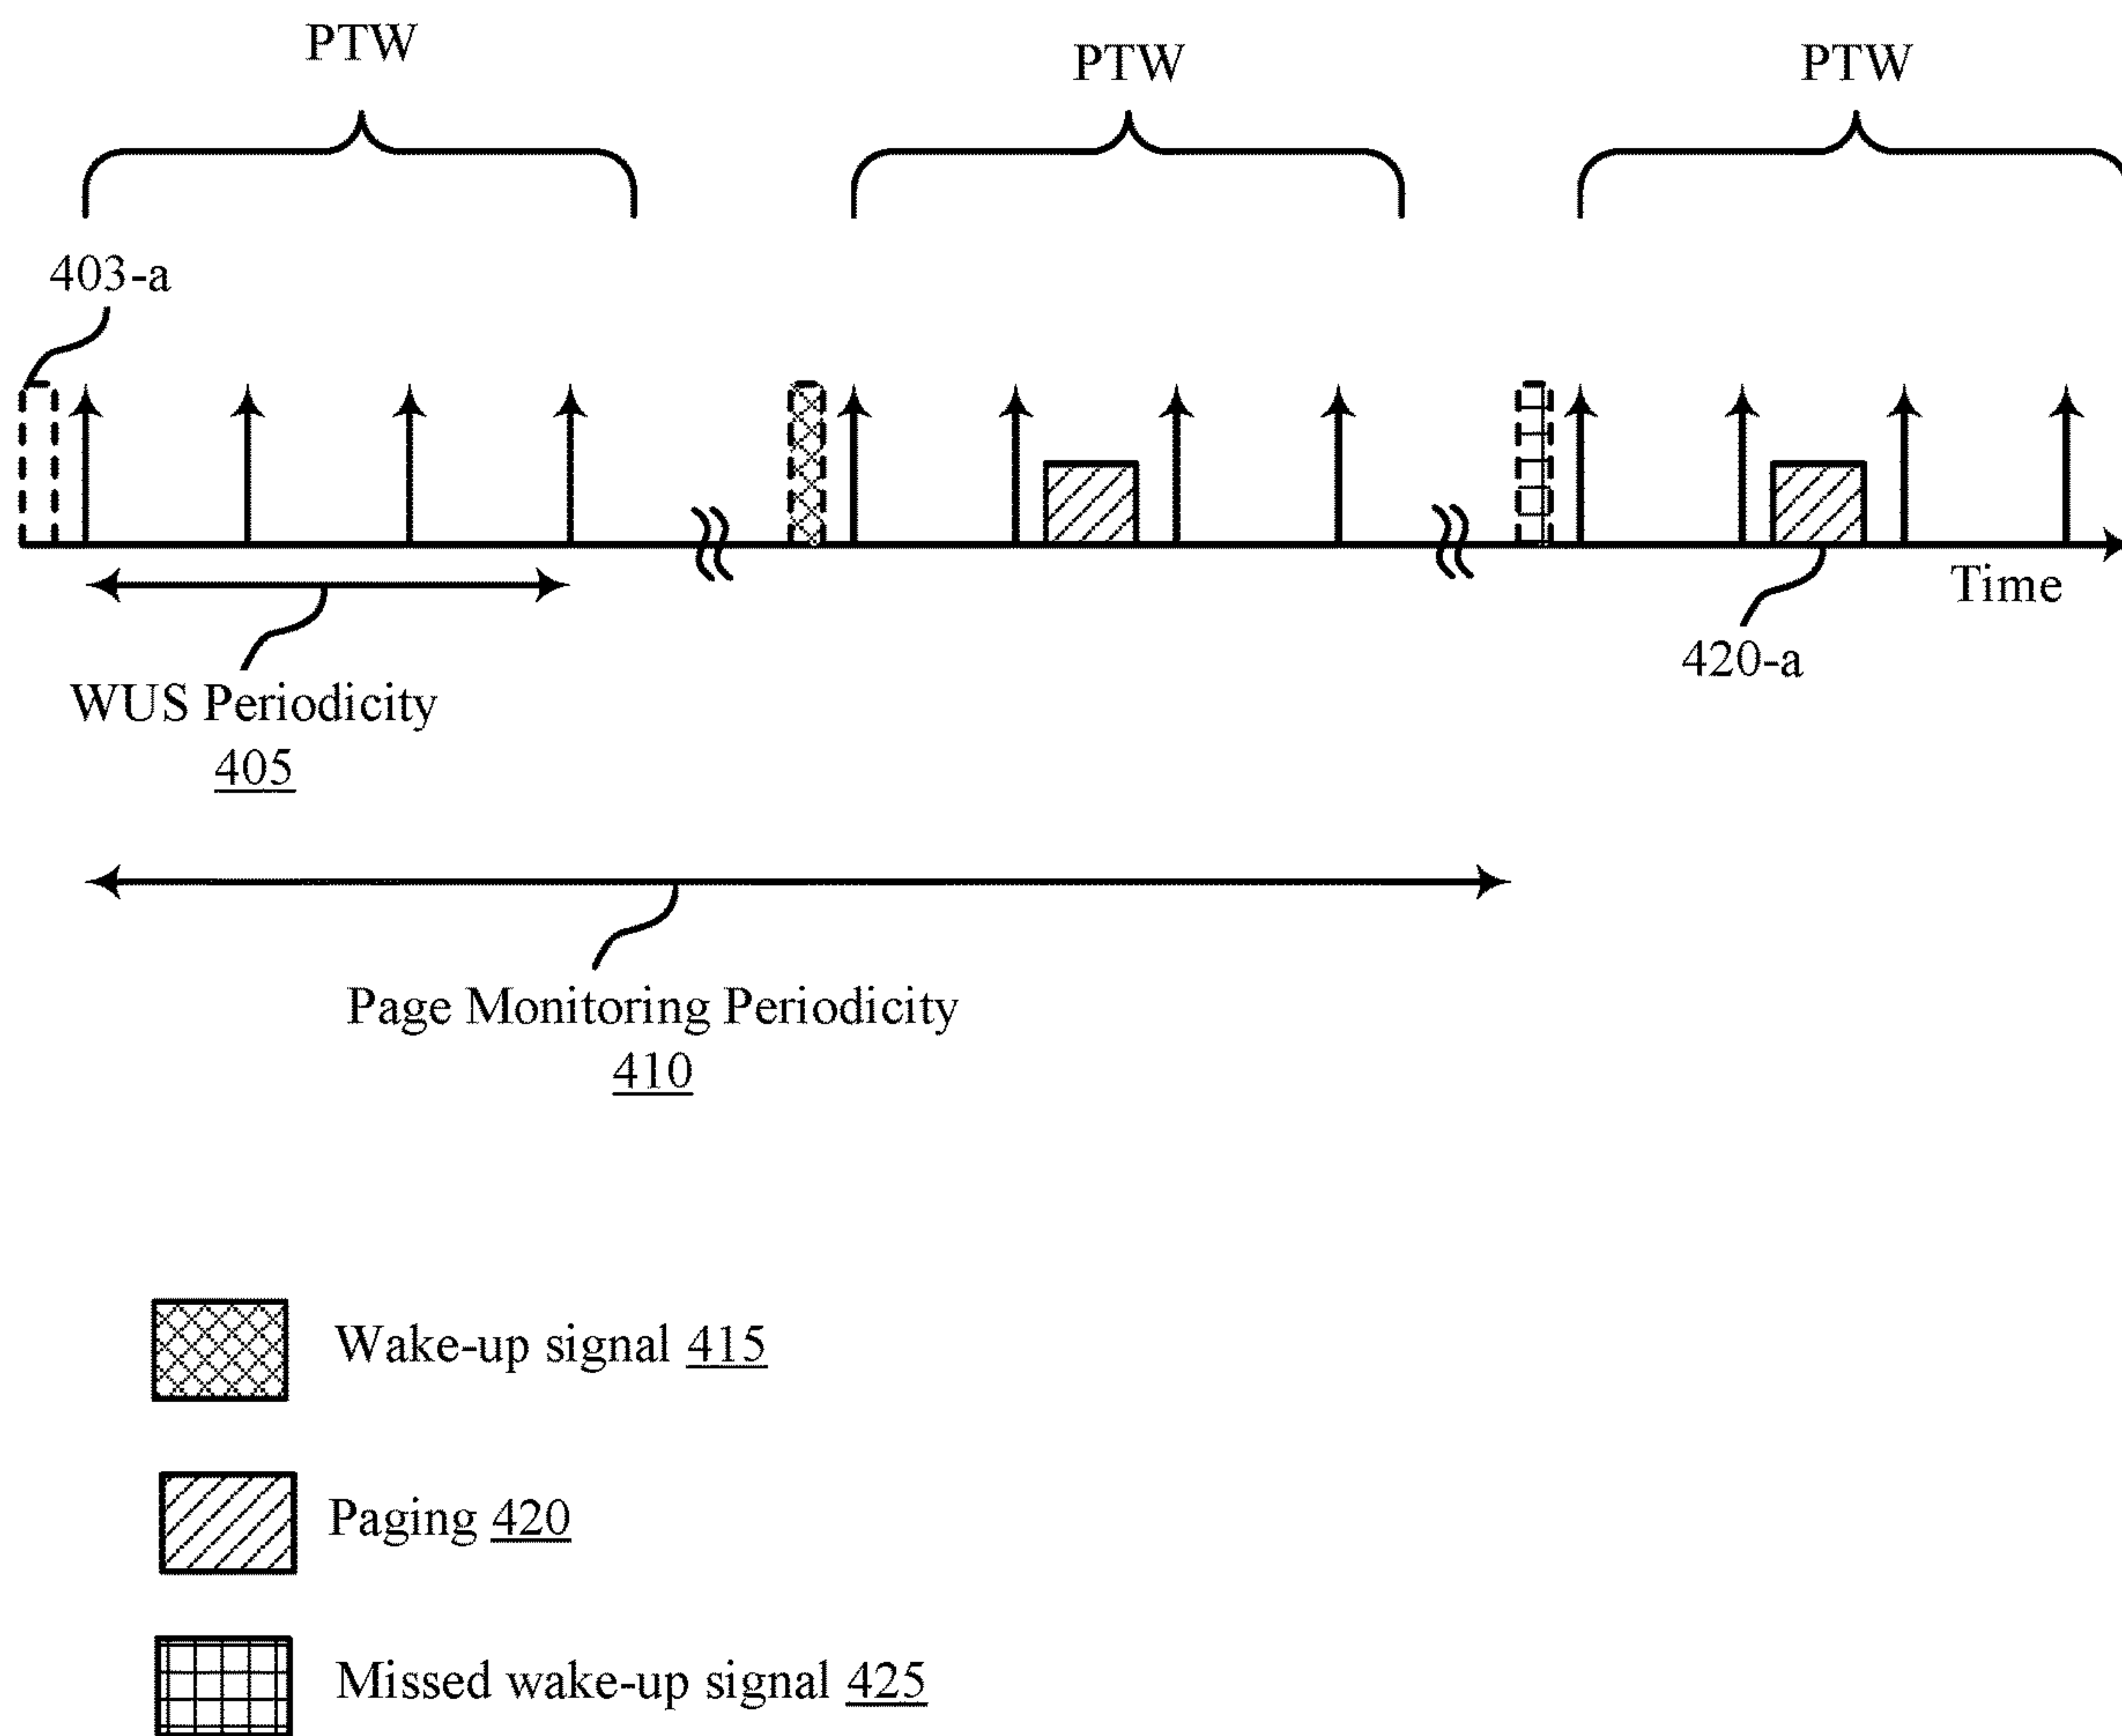 PTW
PTW
PTW
403-a
Time
420-a
WUS Periodicity
405
Page Monitoring Periodicity
410
Wake-up signal 415
Paging 420
Missed wake-up signal 425